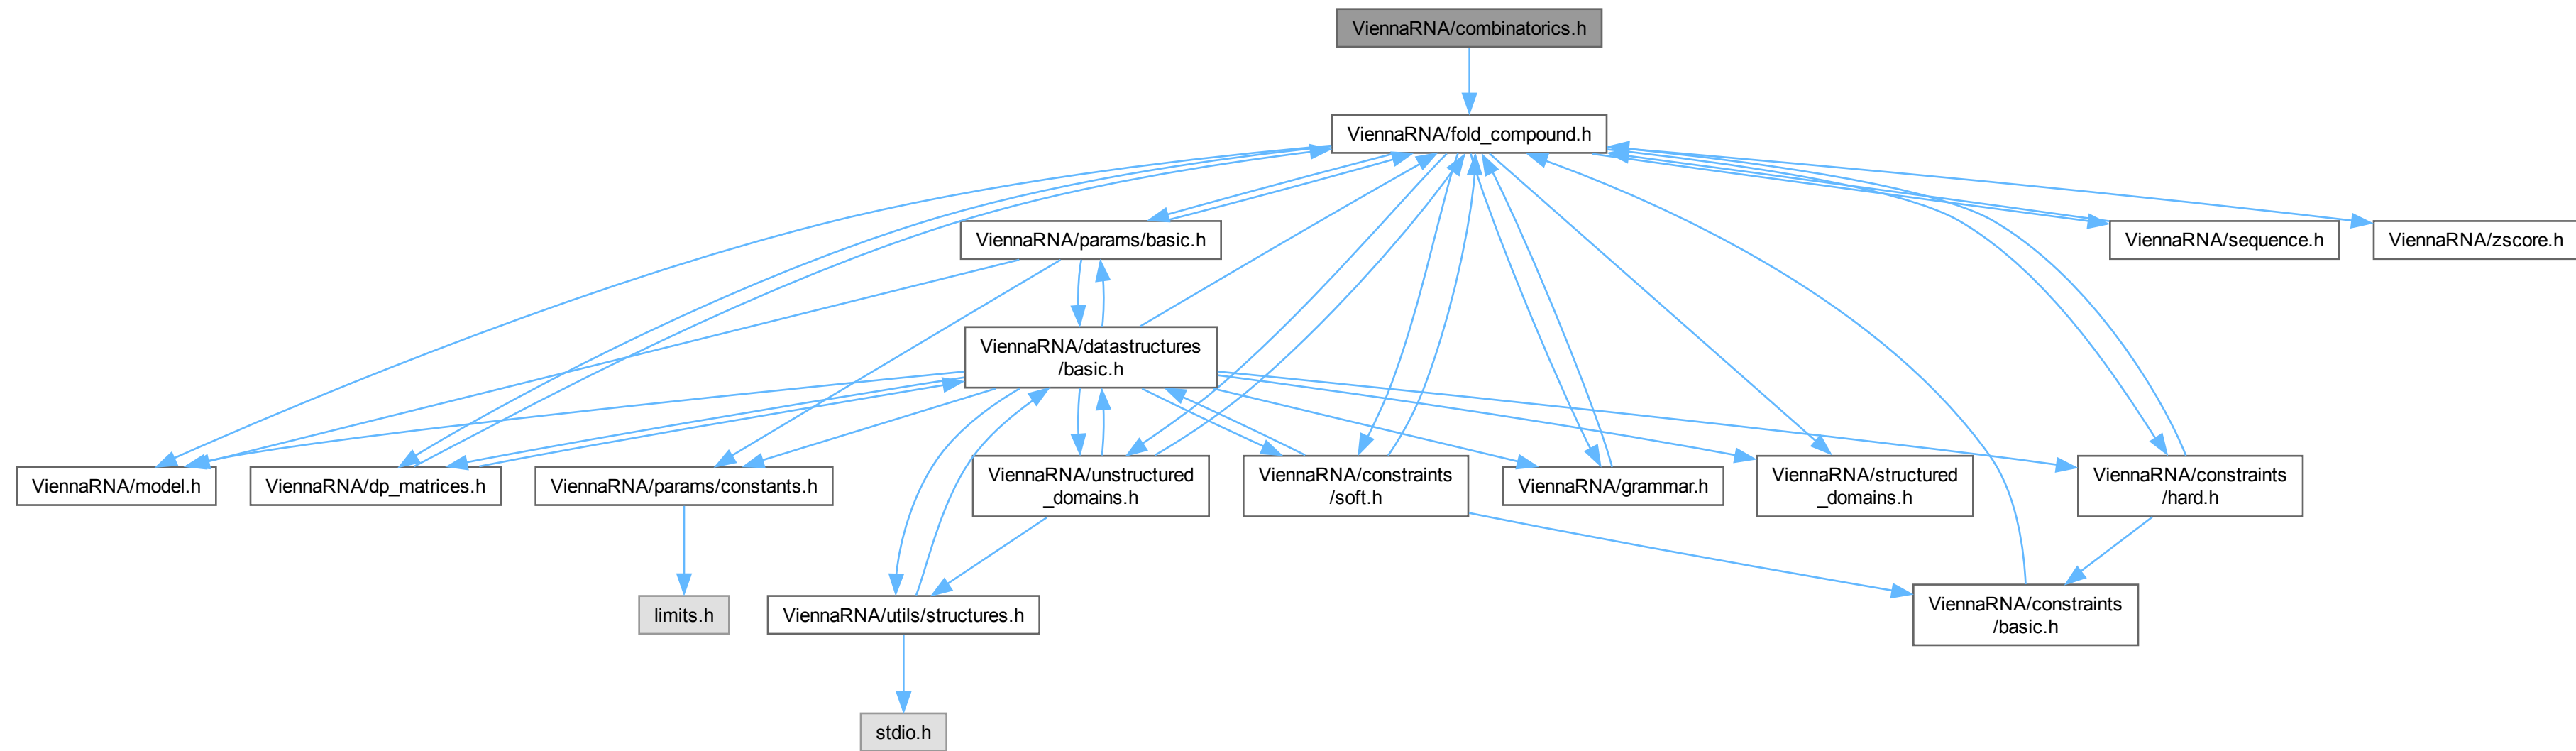 ViennaRNA/combinatorics.h
ViennaRNA/fold_compound.h
ViennaRNA/params/basic.h
ViennaRNA/sequence.h
ViennaRNA/zscore.h
ViennaRNA/datastructures
/basic.h
ViennaRNA/model.h
ViennaRNA/dp_matrices.h
ViennaRNA/params/constants.h
ViennaRNA/unstructured
_domains.h
ViennaRNA/constraints
/soft.h
ViennaRNA/grammar.h
ViennaRNA/structured
_domains.h
ViennaRNA/constraints
/hard.h
limits.h
ViennaRNA/utils/structures.h
ViennaRNA/constraints
/basic.h
stdio.h